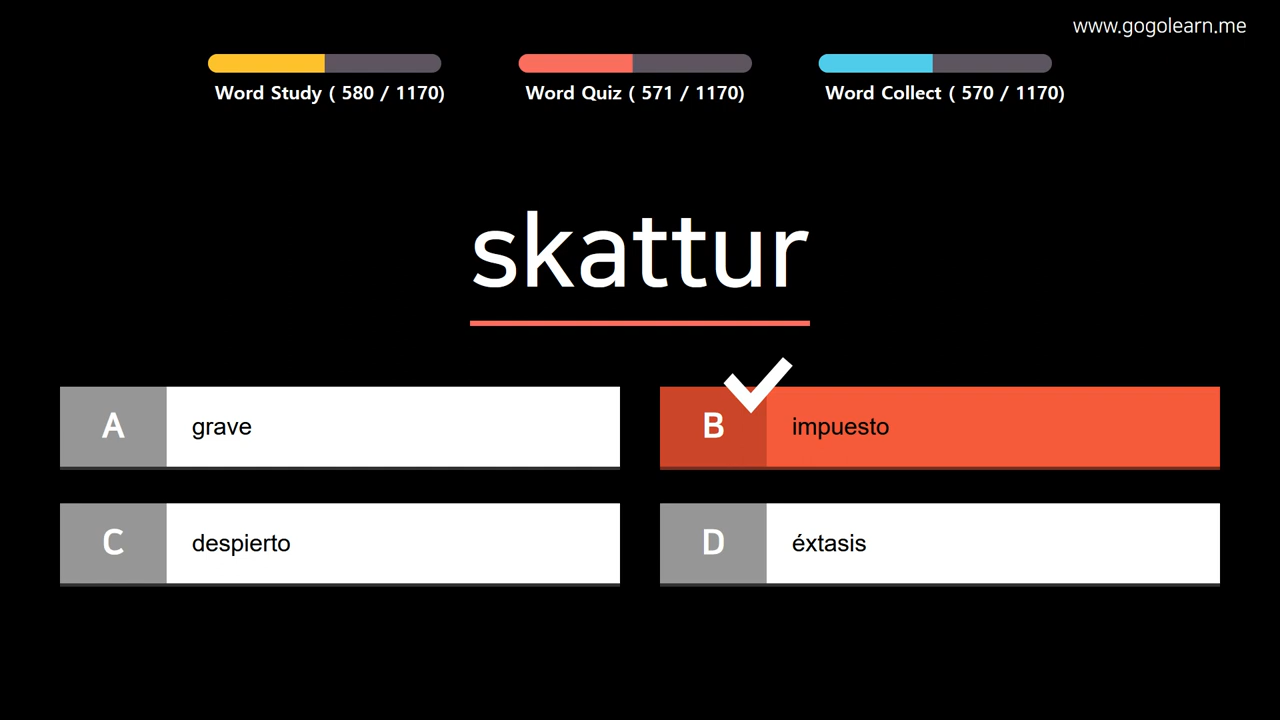 www.gogolearn.me
Word Study ( 580 / 1170)
Word Quiz ( 571 / 1170)
Word Collect ( 570 / 1170)
skattur
A grave
B impuesto
C despierto
D éxtasis